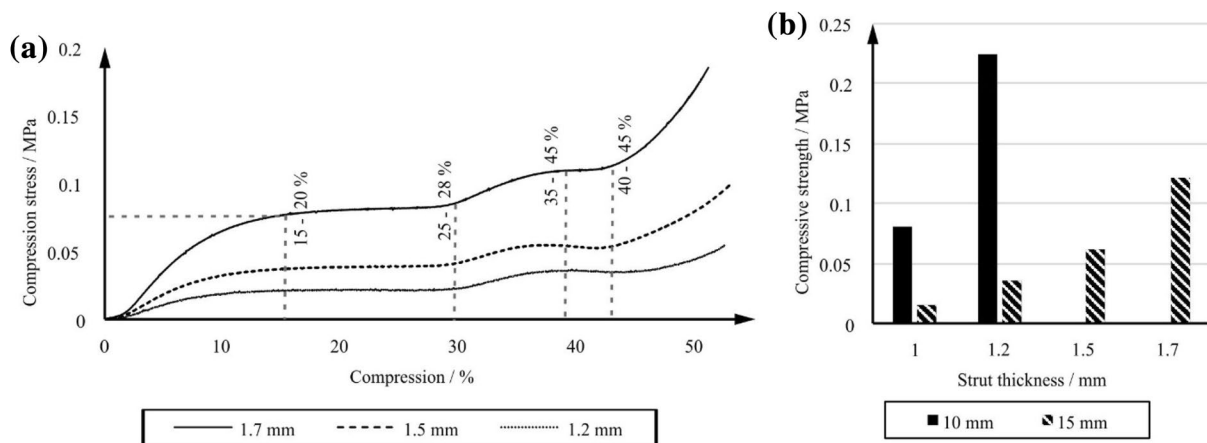 (a)
0.2
0.15
0.1
0.05
0
Compression stress / MPa
15 - 20 %
25 - 28 %
35 - 45 %
40 - 45 %
0 10 20 30 40 50
Compression / %
1.7 mm 1.5 mm 1.2 mm
(b)
0.25
0.2
0.15
0.1
0.05
0
Compressive strength / MPa
1 1.2 1.5 1.7
Strut thickness / mm
10 mm 15 mm